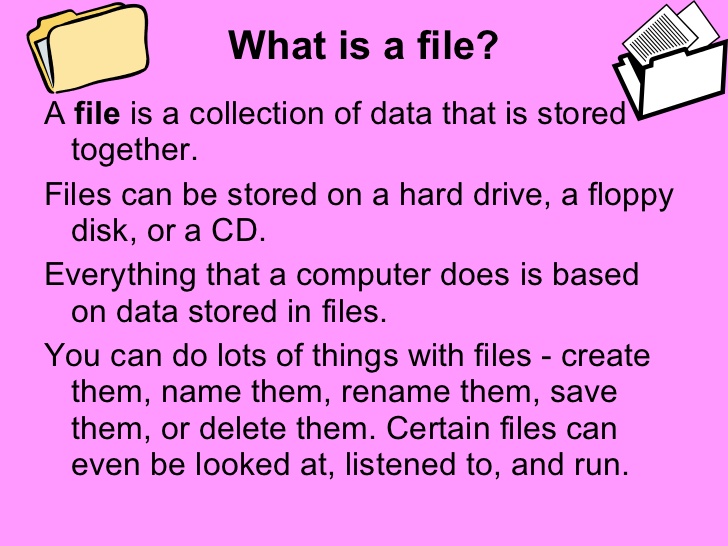 What is a file?
A file is a collection of data that is stored
together.
Files can be stored on a hard drive, a floppy
disk, or a CD.
Everything that a computer does is based
on data stored in files.
You can do lots of things with files - create
them, name them, rename them, save
them, or delete them. Certain files can
even be looked at, listened to, and run.